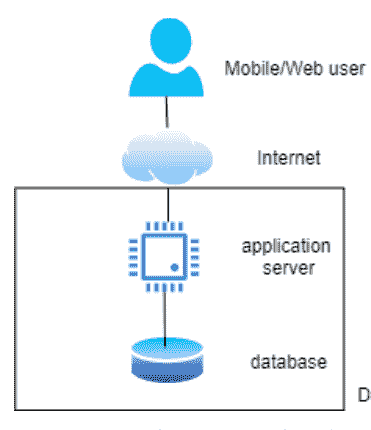 Mobile/Web user
Internet
application
server
database
D